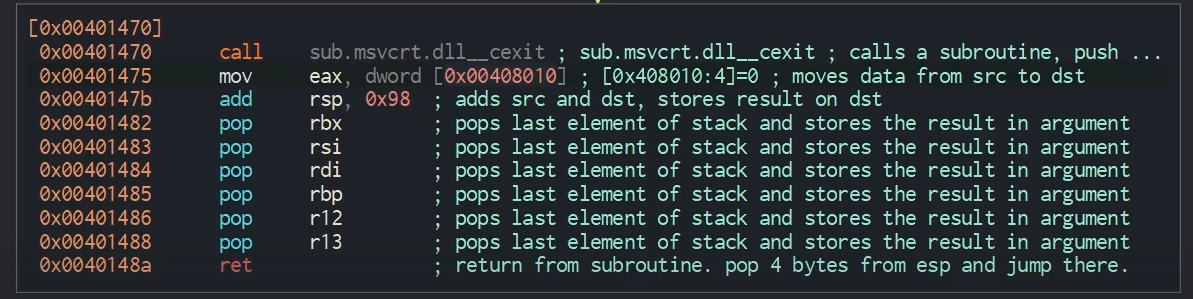 [0x00401470]
0x00401470 call sub.msvcrt.dll__cexit ; sub.msvcrt.dll__cexit ; calls a subroutine, push ...
0x00401475 mov eax, dword [0x00408010] ; [0x408010:4]=0 ; moves data from src to dst
0x0040147b add rsp, 0x98 ; adds src and dst, stores result on dst
0x00401482 pop rbx ; pops last element of stack and stores the result in argument
0x00401483 pop rsi ; pops last element of stack and stores the result in argument
0x00401484 pop rdi ; pops last element of stack and stores the result in argument
0x00401485 pop rbp ; pops last element of stack and stores the result in argument
0x00401486 pop r12 ; pops last element of stack and stores the result in argument
0x00401488 pop r13 ; pops last element of stack and stores the result in argument
0x0040148a ret ; return from subroutine. pop 4 bytes from esp and jump there.